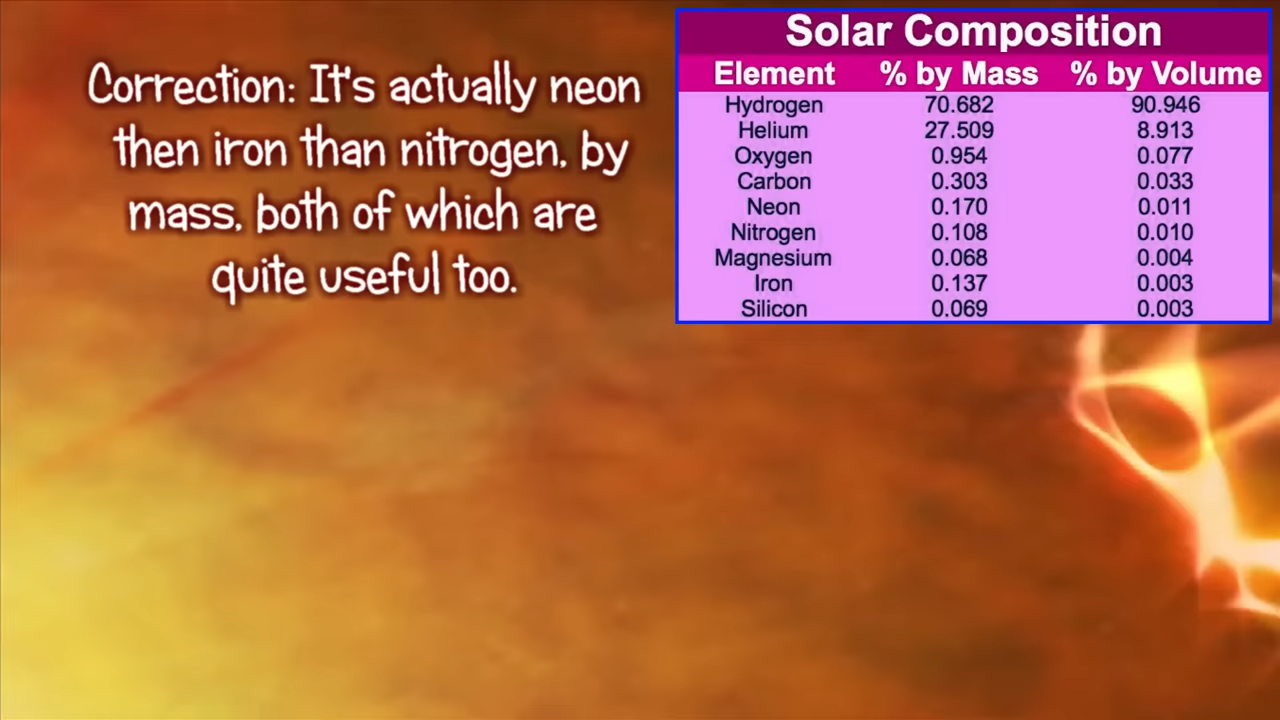 Correction: It's actually neon
then iron than nitrogen, by
mass, both of which are
quite useful too.
Solar Composition
Element % by Mass % by Volume
Hydrogen 70.682 90.946
Helium 27.509 8.913
Oxygen 0.954 0.077
Carbon 0.303 0.033
Neon 0.170 0.011
Nitrogen 0.108 0.010
Magnesium 0.068 0.004
Iron 0.137 0.003
Silicon 0.069 0.003